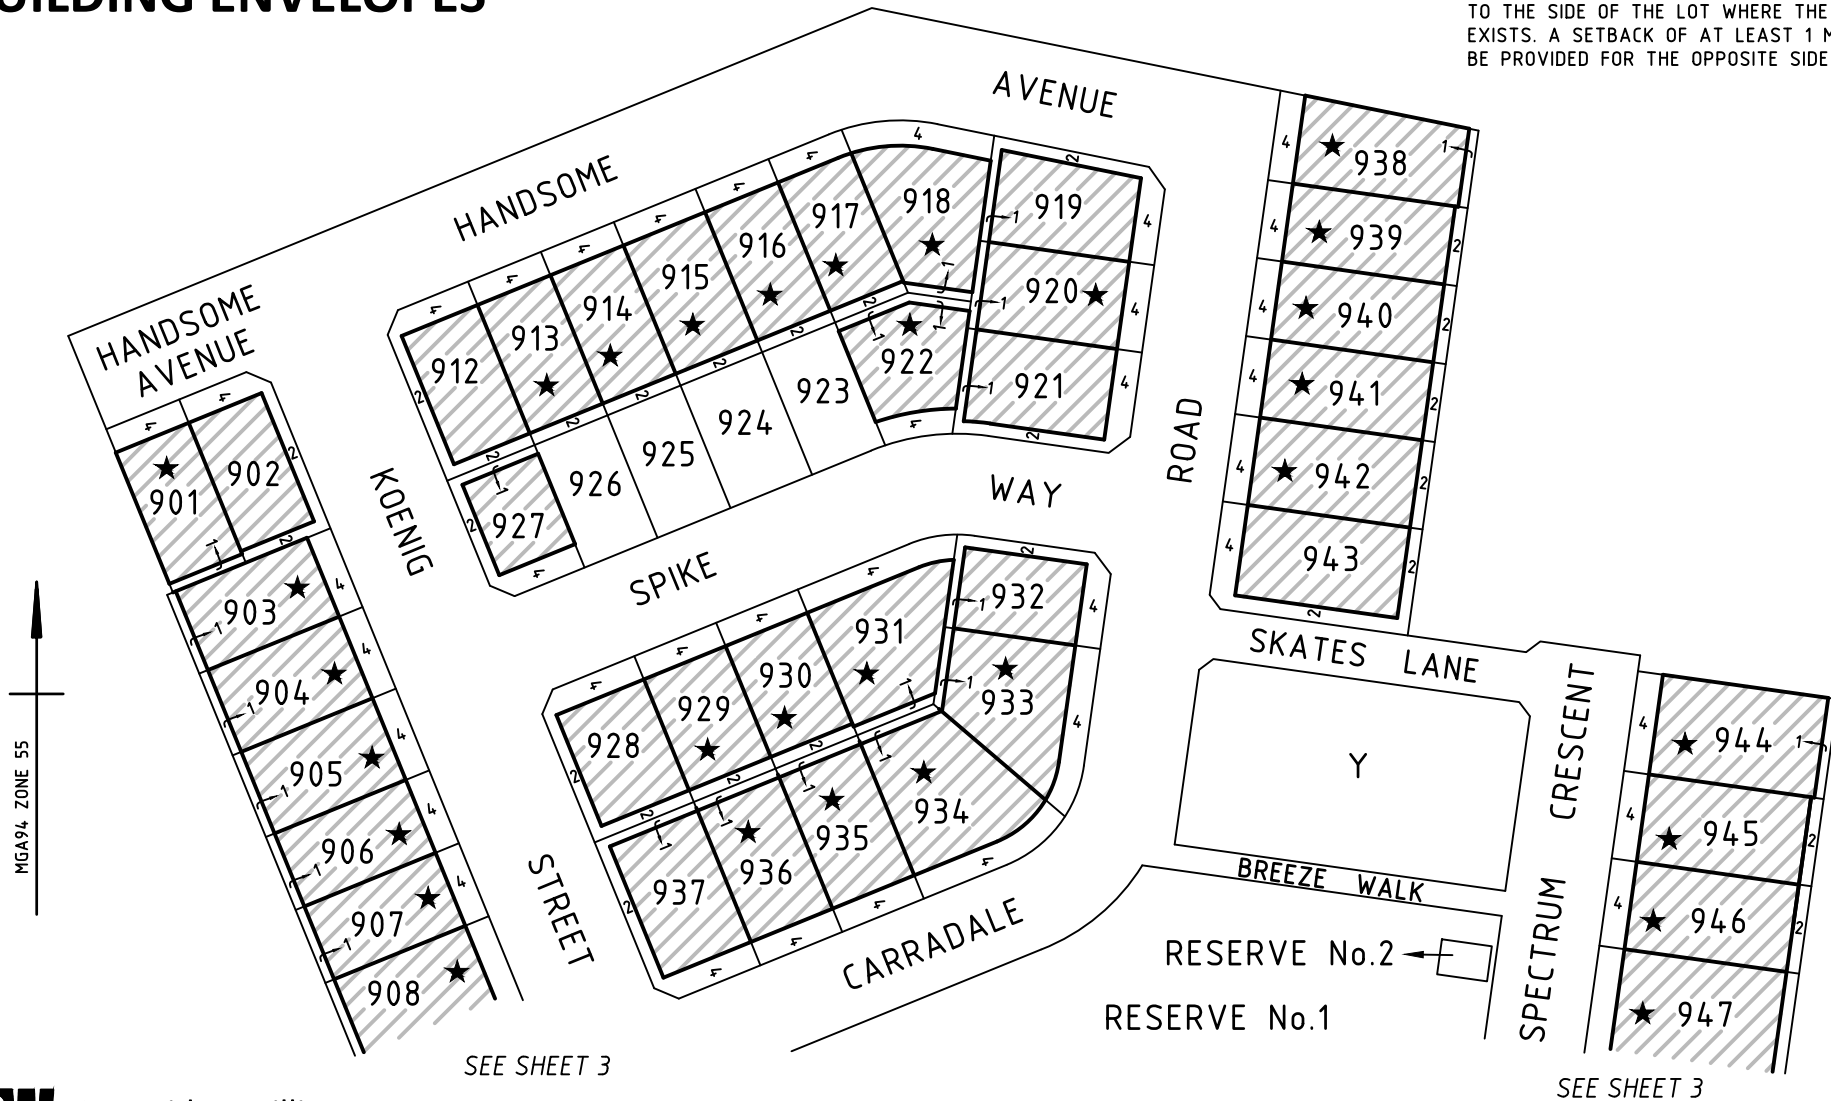 BUILDING ENVELOPES
TO THE SIDE OF THE LOT WHERE THE
EXISTS. A SETBACK OF AT LEAST 1
BE PROVIDED FOR THE OPPOSITE SIDE
HANDSOME AVENUE
HANDSOME
AVENUE
KOENIG
STREET
SPIKE
WAY
ROAD
CARRADALE
SKATES LANE
BREEZE WALK
SPECTRUM CRESCENT
Y
RESERVE No.2
RESERVE No.1
MGA94 ZONE 55
901
902
903
904
905
906
907
908
912
913
914
915
916
917
918
919
920
921
922
923
924
925
926
927
928
929
930
931
932
933
934
935
936
937
938
939
940
941
942
943
944
945
946
947
SEE SHEET 3
SEE SHEET 3